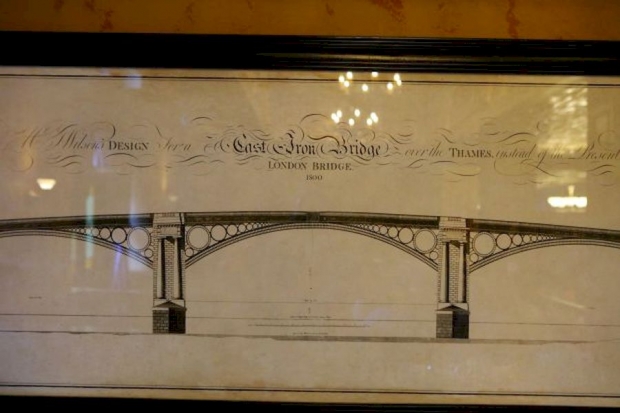 Mr. Wilson's DESIGN for a Cast Iron Bridge over the THAMES, instead of the Present
LONDON BRIDGE.
1800